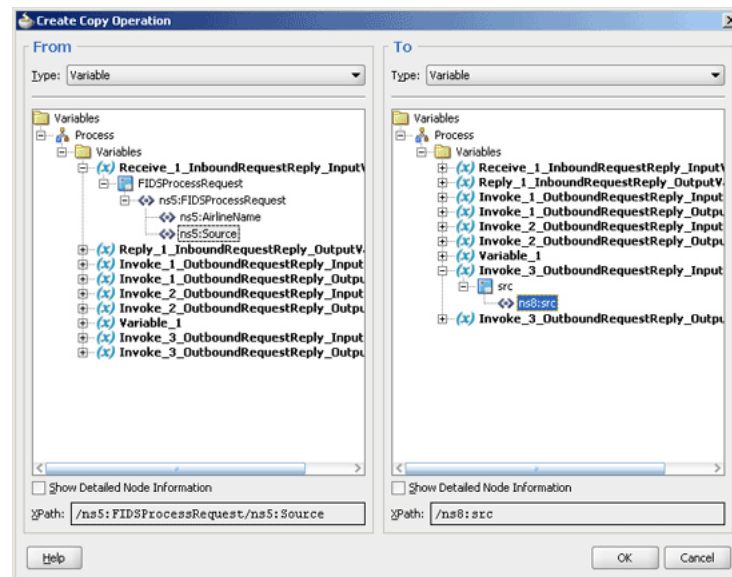 Create Copy Operation
From
Type: Variable
Variables
Process
Variables
Receive_1_InboundRequestReply_InputV
FIDSProcessRequest
ns5:FIDSProcessRequest
ns5:AirlineName
ns5:Source
Reply_1_InboundRequestReply_OutputVa
Invoke_1_OutboundRequestReply_Input
Invoke_1_OutboundRequestReply_Outpu
Invoke_2_OutboundRequestReply_Input
Invoke_2_OutboundRequestReply_Outpu
Variable_1
Invoke_3_OutboundRequestReply_Input
Invoke_3_OutboundRequestReply_Outpu
Show Detailed Node Information
XPath: /ns5:FIDSProcessRequest/ns5:Source
To
Type: Variable
Variables
Process
Variables
Receive_1_InboundRequestReply_InputV
Reply_1_InboundRequestReply_OutputV
Invoke_1_OutboundRequestReply_Input
Invoke_1_OutboundRequestReply_Outpu
Invoke_2_OutboundRequestReply_Input
Invoke_2_OutboundRequestReply_Outpu
Variable_1
Invoke_3_OutboundRequestReply_Input
src
ns8:src
Invoke_3_OutboundRequestReply_Outpu
Show Detailed Node Information
XPath: /ns8:src
Help
OK
Cancel